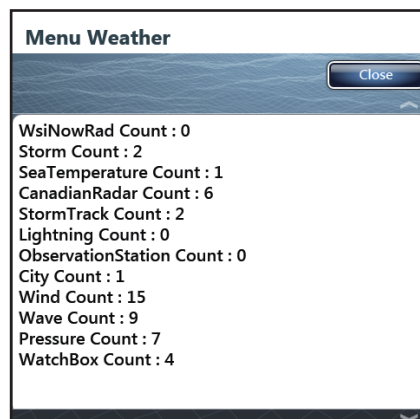 Menu Weather
Close
WsiNowRad Count : 0
Storm Count : 2
SeaTemperature Count : 1
CanadianRadar Count : 6
StormTrack Count : 2
Lightning Count : 0
ObservationStation Count : 0
City Count : 1
Wind Count : 15
Wave Count : 9
Pressure Count : 7
WatchBox Count : 4